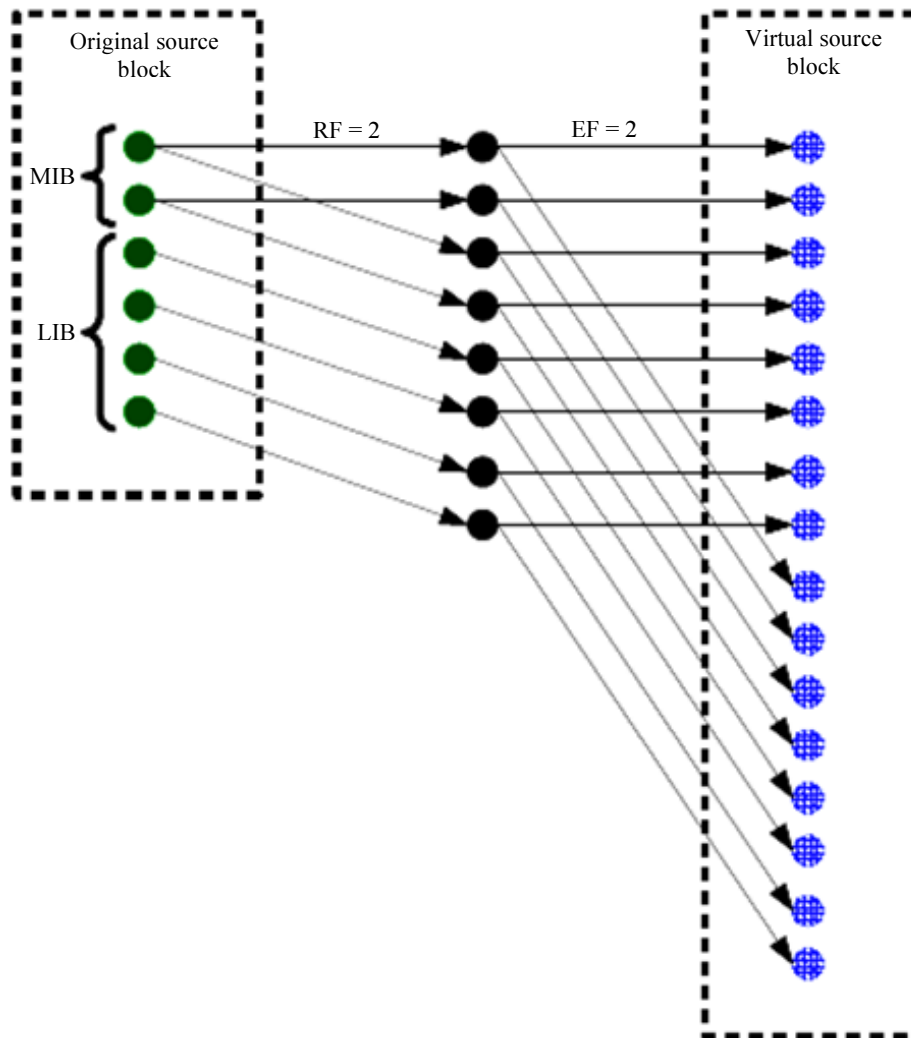 Original source
block
Virtual source
block
RF = 2
EF = 2
MIB
LIB